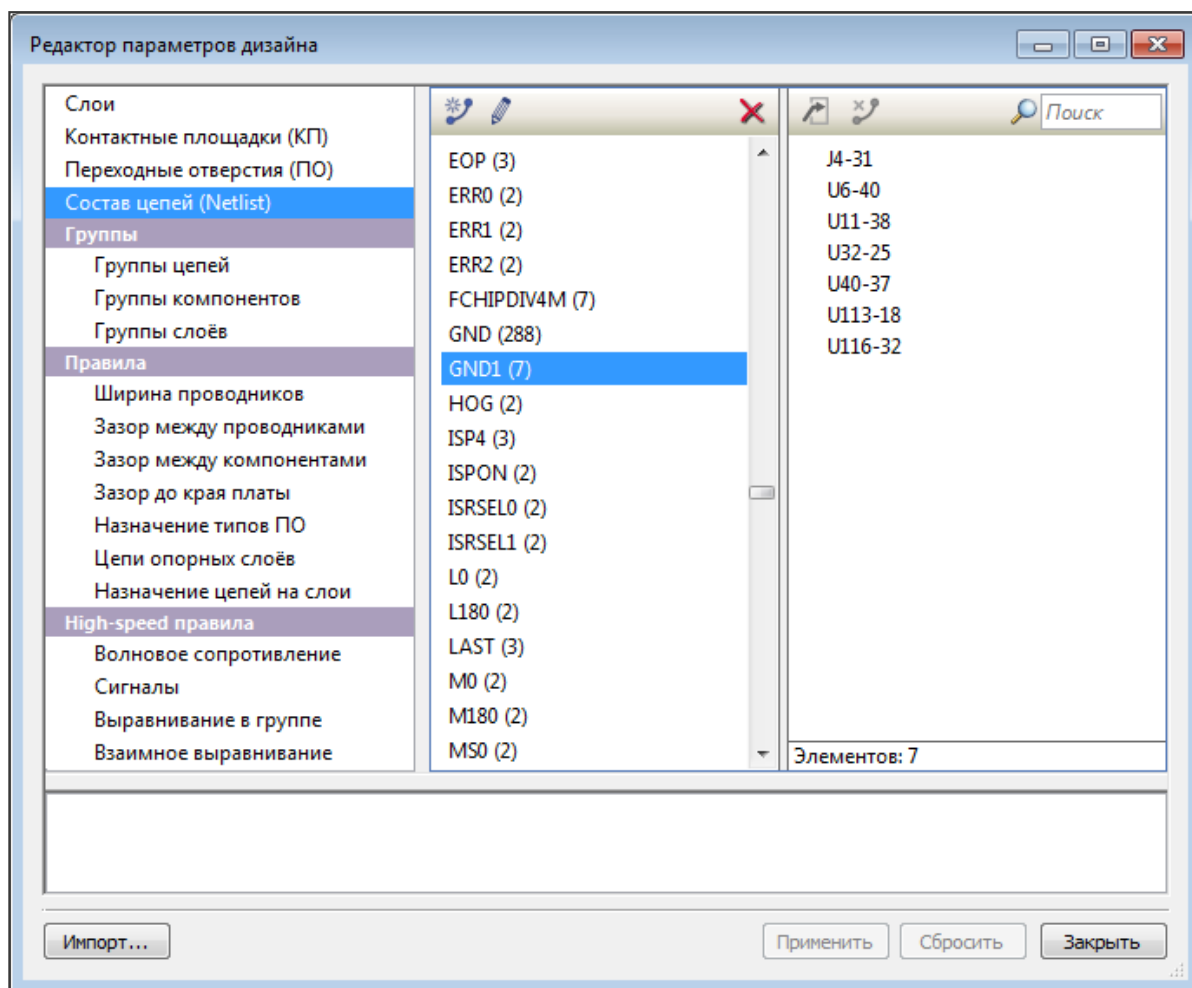 Редактор параметров дизайна
Слои
Контактные площадки (КП)
Переходные отверстия (ПО)
Состав цепей (Netlist)
Группы
Группы цепей
Группы компонентов
Группы слоёв
Правила
Ширина проводников
Зазор между проводниками
Зазор между компонентами
Зазор до края платы
Назначение типов ПО
Цепи опорных слоёв
Назначение цепей на слои
High-speed правила
Волновое сопротивление
Сигналы
Выравнивание в группе
Взаимное выравнивание
EOP (3)
ERR0 (2)
ERR1 (2)
ERR2 (2)
FCHIPDIV4M (7)
GND (288)
GND1 (7)
HOG (2)
ISP4 (3)
ISPON (2)
ISRSEL0 (2)
ISRSEL1 (2)
L0 (2)
L180 (2)
LAST (3)
M0 (2)
M180 (2)
MS0 (2)
Поиск
J4-31
U6-40
U11-38
U32-25
U40-37
U113-18
U116-32
Элементов: 7
Импорт...
Применить
Сбросить
Закрыть